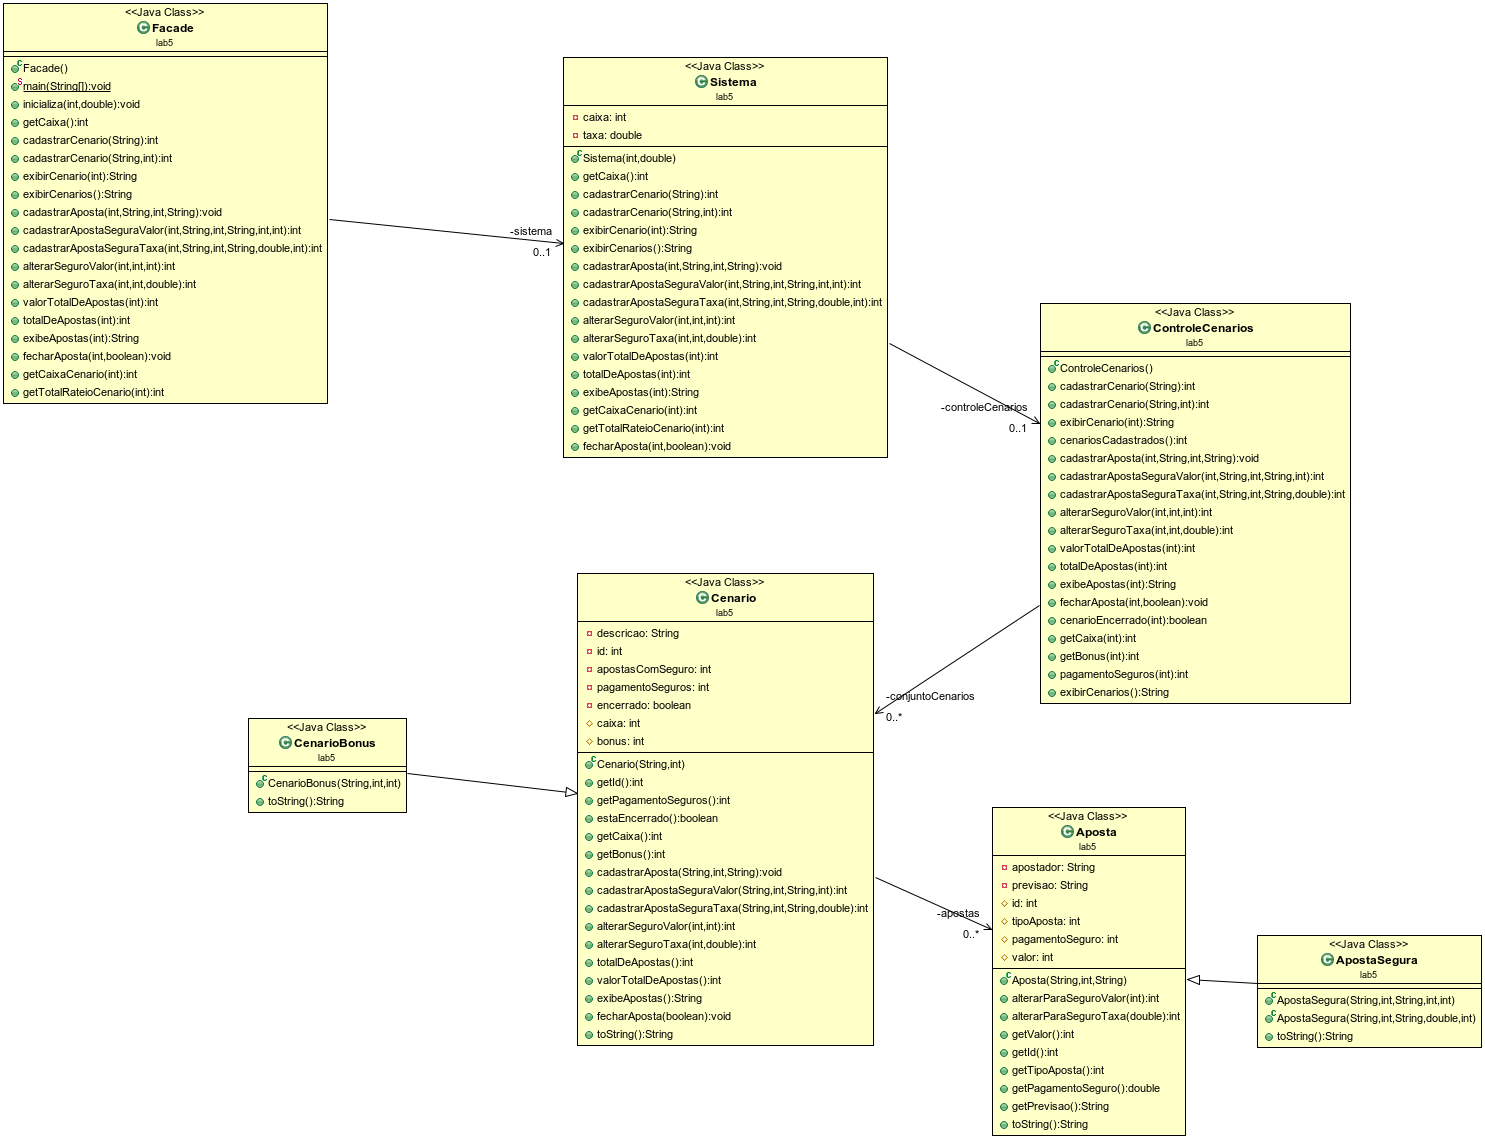 <<Java Class>>
Facade
lab5
Facade()
main(String[]):void
inicializa(int,double):void
getCaixa():int
cadastrarCenario(String):int
cadastrarCenario(String,int):int
exibirCenario(int):String
exibirCenarios():String
cadastrarAposta(int,String,int,String):void
cadastrarApostaSeguraValor(int,String,int,String,int,int):int
cadastrarApostaSeguraTaxa(int,String,int,String,double,int):int
alterarSeguroValor(int,int,int):int
alterarSeguroTaxa(int,int,double):int
valorTotalDeApostas(int):int
totalDeApostas(int):int
exibeApostas(int):String
fecharAposta(int,boolean):void
getCaixaCenario(int):int
getTotalRateioCenario(int):int
-sistema
0..1
<<Java Class>>
Sistema
lab5
caixa: int
taxa: double
Sistema(int,double)
getCaixa():int
cadastrarCenario(String):int
cadastrarCenario(String,int):int
exibirCenario(int):String
exibirCenarios():String
cadastrarAposta(int,String,int,String):void
cadastrarApostaSeguraValor(int,String,int,String,int,int):int
cadastrarApostaSeguraTaxa(int,String,int,String,double,int):int
alterarSeguroValor(int,int,int):int
alterarSeguroTaxa(int,int,double):int
valorTotalDeApostas(int):int
totalDeApostas(int):int
exibeApostas(int):String
getCaixaCenario(int):int
getTotalRateioCenario(int):int
fecharAposta(int,boolean):void
-controleCenarios
0..1
<<Java Class>>
ControleCenarios
lab5
ControleCenarios()
cadastrarCenario(String):int
cadastrarCenario(String,int):int
exibirCenario(int):String
cenariosCadastrados():int
cadastrarAposta(int,String,int,String):void
cadastrarApostaSeguraValor(int,String,int,String,int):int
cadastrarApostaSeguraTaxa(int,String,int,String,double):int
alterarSeguroValor(int,int,int):int
alterarSeguroTaxa(int,int,double):int
valorTotalDeApostas(int):int
totalDeApostas(int):int
exibeApostas(int):String
fecharAposta(int,boolean):void
cenarioEncerrado(int):boolean
getCaixa(int):int
getBonus(int):int
pagamentoSeguros(int):int
exibirCenarios():String
-conjuntoCenarios
0..*
<<Java Class>>
Cenario
lab5
descricao: String
id: int
apostasComSeguro: int
pagamentoSeguros: int
encerrado: boolean
caixa: int
bonus: int
Cenario(String,int)
getId():int
getPagamentoSeguros():int
estaEncerrado():boolean
getCaixa():int
getBonus():int
cadastrarAposta(String,int,String):void
cadastrarApostaSeguraValor(String,int,String,int):int
cadastrarApostaSeguraTaxa(String,int,String,double):int
alterarSeguroValor(int,int):int
alterarSeguroTaxa(int,double):int
totalDeApostas():int
valorTotalDeApostas():int
exibeApostas():String
fecharAposta(boolean):void
toString():String
<<Java Class>>
CenarioBonus
lab5
CenarioBonus(String,int,int)
toString():String
-apostas
0..*
<<Java Class>>
Aposta
lab5
apostador: String
previsao: String
id: int
tipoAposta: int
pagamentoSeguro: int
valor: int
Aposta(String,int,String)
alterarParaSeguroValor(int):int
alterarParaSeguroTaxa(double):int
getValor():int
getId():int
getTipoAposta():int
getPagamentoSeguro():double
getPrevisao():String
toString():String
<<Java Class>>
ApostaSegura
lab5
ApostaSegura(String,int,String,int,int)
ApostaSegura(String,int,String,double,int)
toString():String